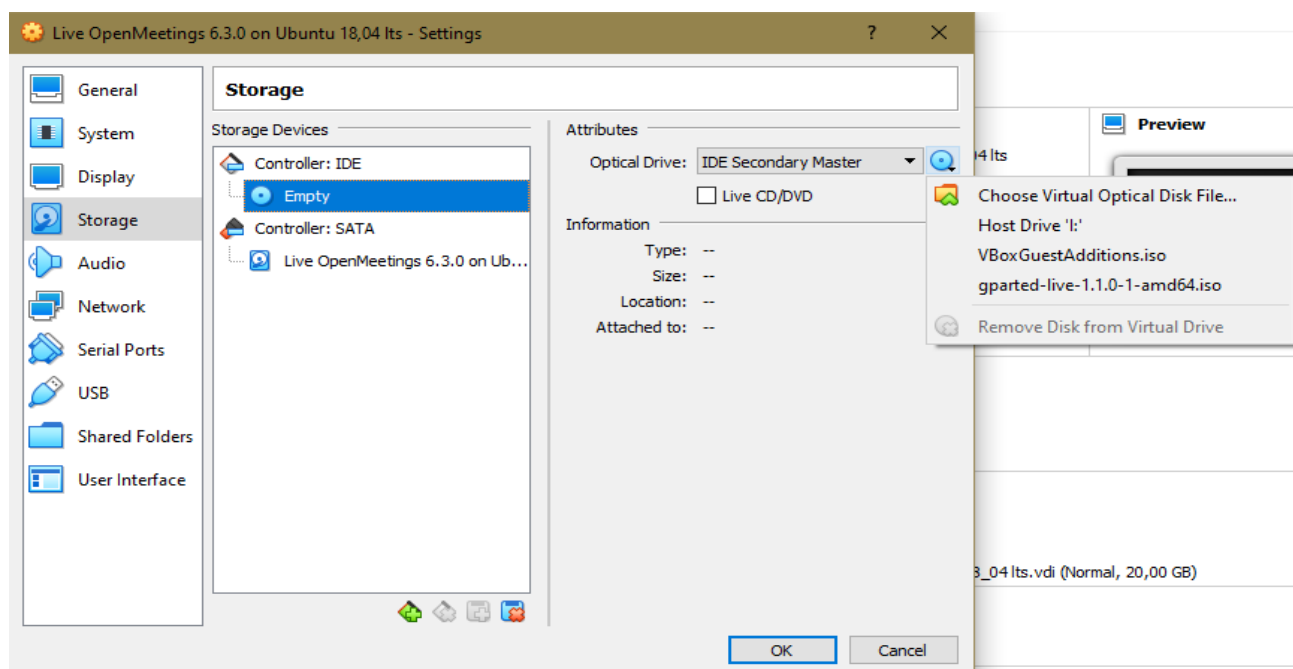 Live OpenMeetings 6.3.0 on Ubuntu 18,04 lts - Settings
?
General
System
Display
Storage
Audio
Network
Serial Ports
USB
Shared Folders
User Interface
Storage
Storage Devices
Controller: IDE
Empty
Controller: SATA
Live OpenMeetings 6.3.0 on Ub...
Attributes
Optical Drive: IDE Secondary Master
Live CD/DVD
Information
Type: --
Size: --
Location: --
Attached to: --
Choose Virtual Optical Disk File...
Host Drive 'I:'
VBoxGuestAdditions.iso
gparted-live-1.1.0-1-amd64.iso
Remove Disk from Virtual Drive
OK
Cancel
Preview
04 lts
_04 lts.vdi (Normal, 20,00 GB)